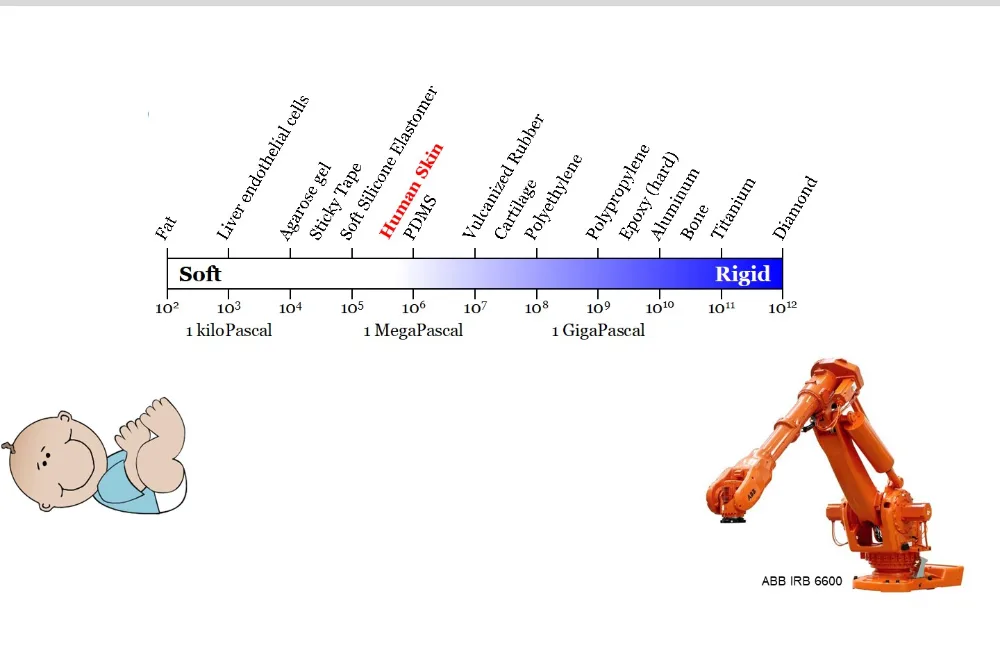 Fat
Liver endothelial cells
Agarose gel
Sticky Tape
Soft Silicone Elastomer
Human Skin
PDMS
Vulcanized Rubber
Cartilage
Polyethylene
Polypropylene
Epoxy (hard)
Aluminum
Bone
Titanium
Diamond
Soft
Rigid
10² 10³ 10⁴ 10⁵ 10⁶ 10⁷ 10⁸ 10⁹ 10¹⁰ 10¹¹ 10¹²
1 kiloPascal 1 MegaPascal 1 GigaPascal
ABB
ABB IRB 6600